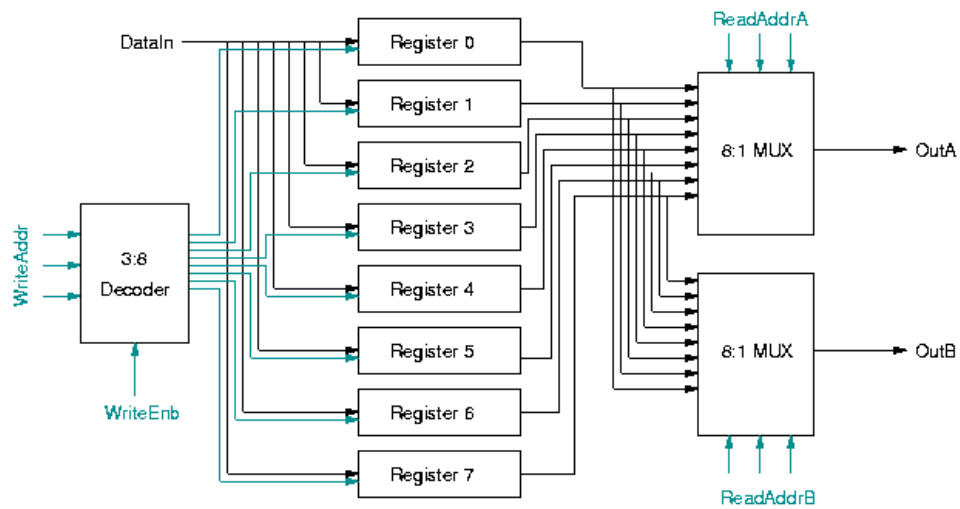 ReadAddrA
DataIn
Register 0
Register 1
Register 2
Register 3
Register 4
Register 5
Register 6
Register 7
WriteAddr
3:8
Decoder
WriteEnb
8:1 MUX
OutA
8:1 MUX
OutB
ReadAddrB